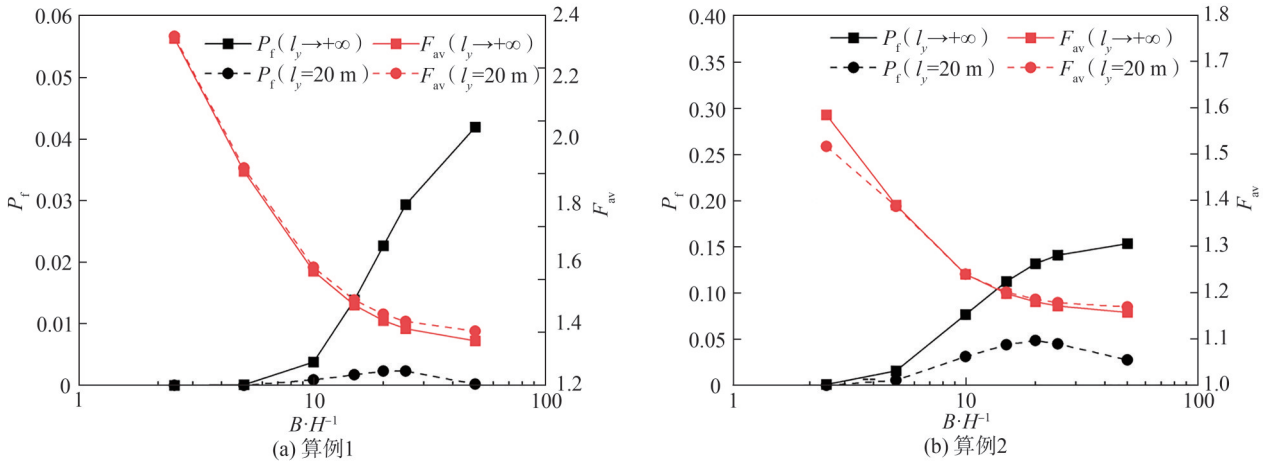 0.06
0.05
0.04
0.03
0.02
0.01
0
P_f
2.4
2.2
2.0
1.8
1.6
1.4
1.2
F_av
P_f ( l_y→+∞) F_av ( l_y→+∞)
P_f ( l_y=20 m) F_av ( l_y=20 m)
1 10 100
B·H⁻¹
(a) 算例1
0.40
0.35
0.30
0.25
0.20
0.15
0.10
0.05
0
P_f
1.8
1.7
1.6
1.5
1.4
1.3
1.2
1.1
1.0
F_av
P_f ( l_y→+∞) F_av ( l_y→+∞)
P_f ( l_y=20 m) F_av ( l_y=20 m)
1 10 100
B·H⁻¹
(b) 算例2